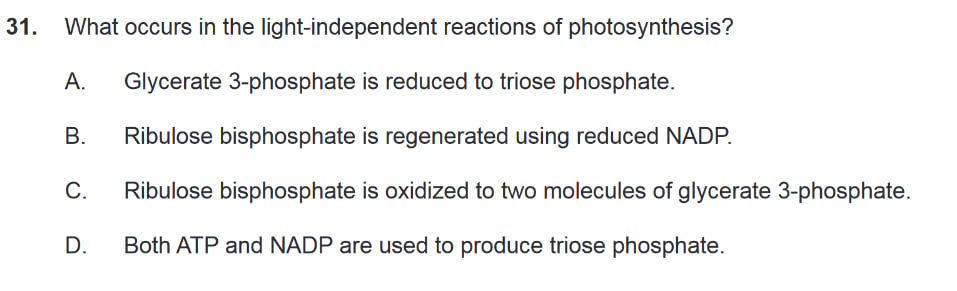 31. What occurs in the light-independent reactions of photosynthesis?
A. Glycerate 3-phosphate is reduced to triose phosphate.
B. Ribulose bisphosphate is regenerated using reduced NADP.
C. Ribulose bisphosphate is oxidized to two molecules of glycerate 3-phosphate.
D. Both ATP and NADP are used to produce triose phosphate.